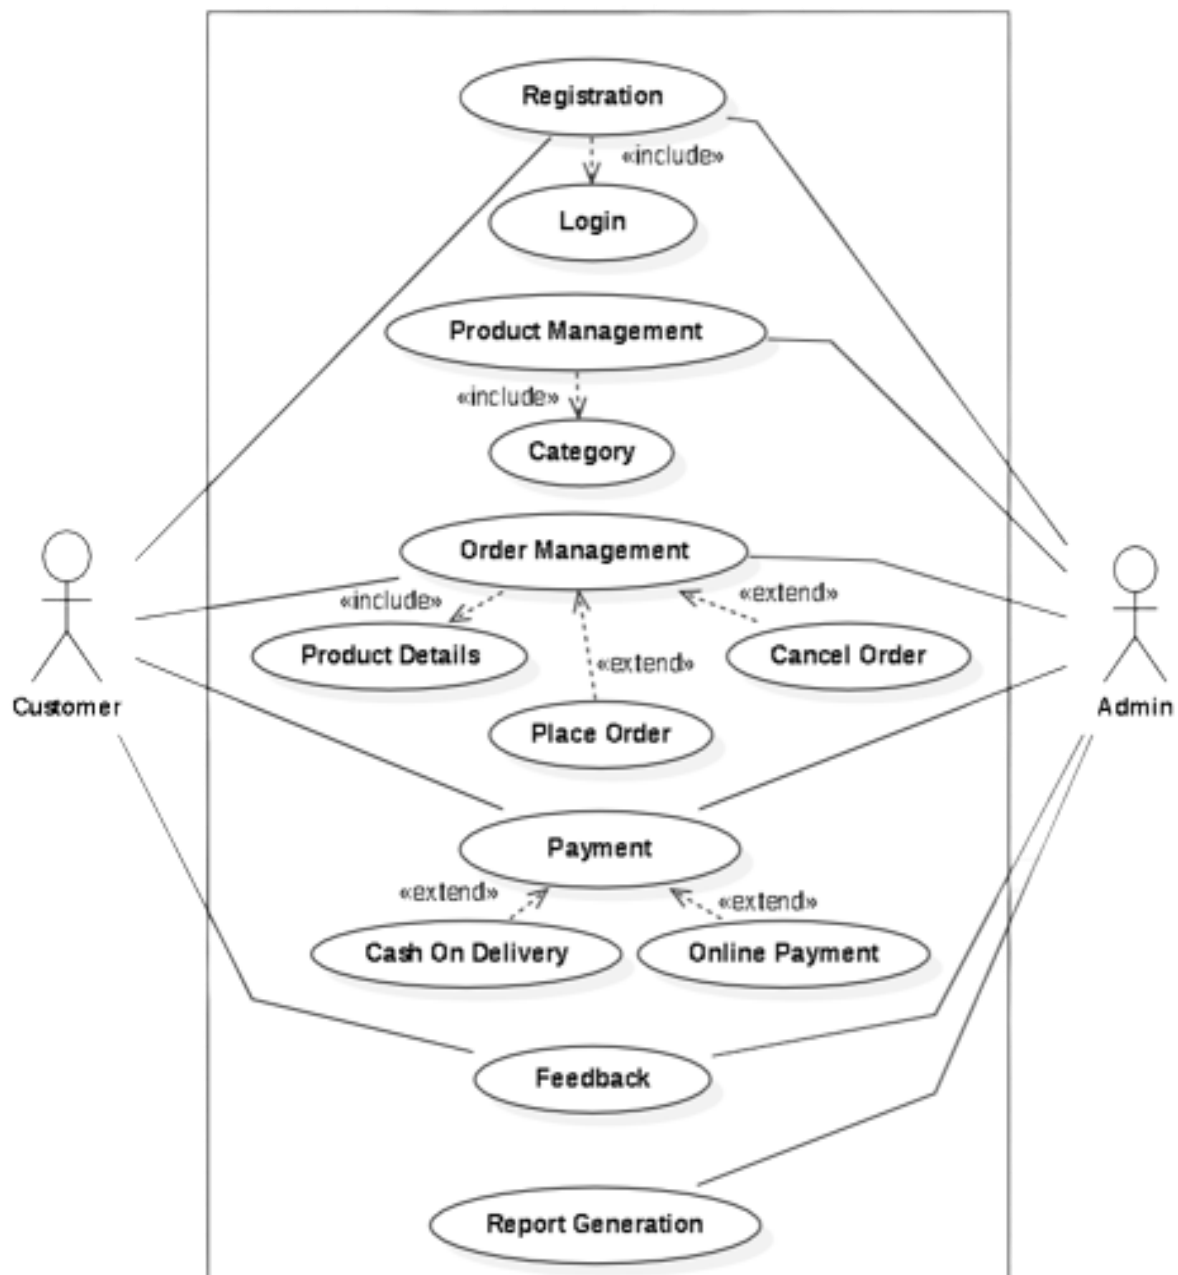 Registration
«include»
Login
Product Management
«include»
Category
Order Management
«include»
«extend»
Product Details
«extend»
Cancel Order
Customer
Admin
Place Order
Payment
«extend»
«extend»
Cash On Delivery
Online Payment
Feedback
Report Generation